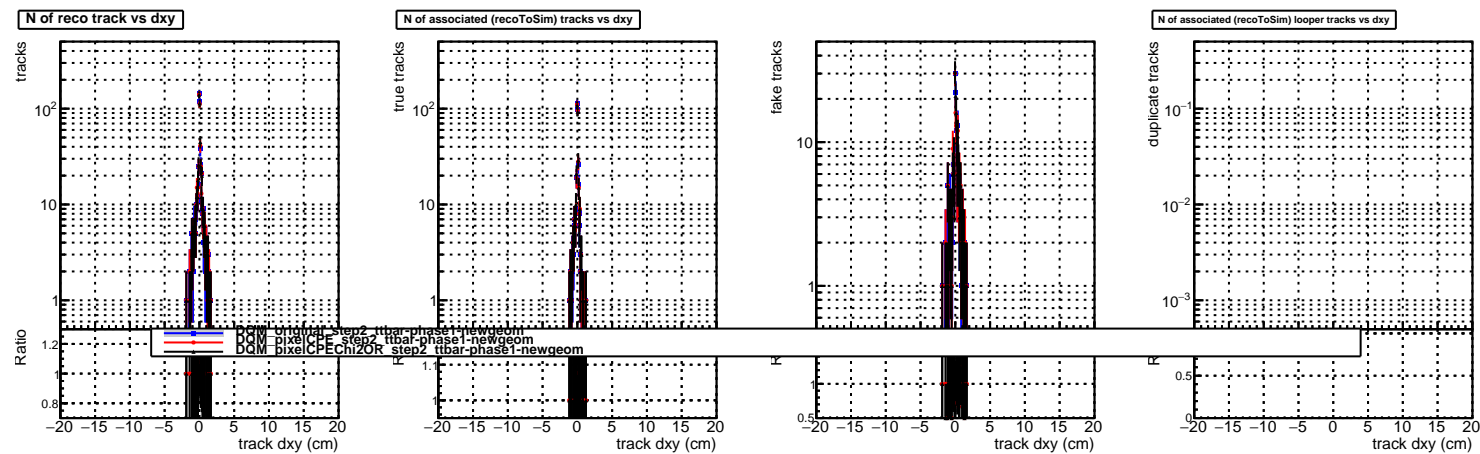 N of reco track vs dxy
tracks
10²
10
1
Ratio
1.2
1
0.8
−20 −15 −10 −5 0 5 10 15 20
track dxy (cm)
N of associated (recoToSim) tracks vs dxy
true tracks
10²
10
1
1.1
1
−20 −15 −10 −5 0 5 10 15 20
track dxy (cm)
fake tracks
10
1
1
0.5
−20 −15 −10 −5 0 5 10 15 20
track dxy (cm)
N of associated (recoToSim) looper tracks vs dxy
duplicate tracks
10⁻¹
10⁻²
10⁻³
0.5
0
−20 −15 −10 −5 0 5 10 15 20
track dxy (cm)
DQM_original_step2_ttbar-phase1-newgeom
DQM_pixelCPE_step2_ttbar-phase1-newgeom
DQM_pixelCPEChi2OR_step2_ttbar-phase1-newgeom